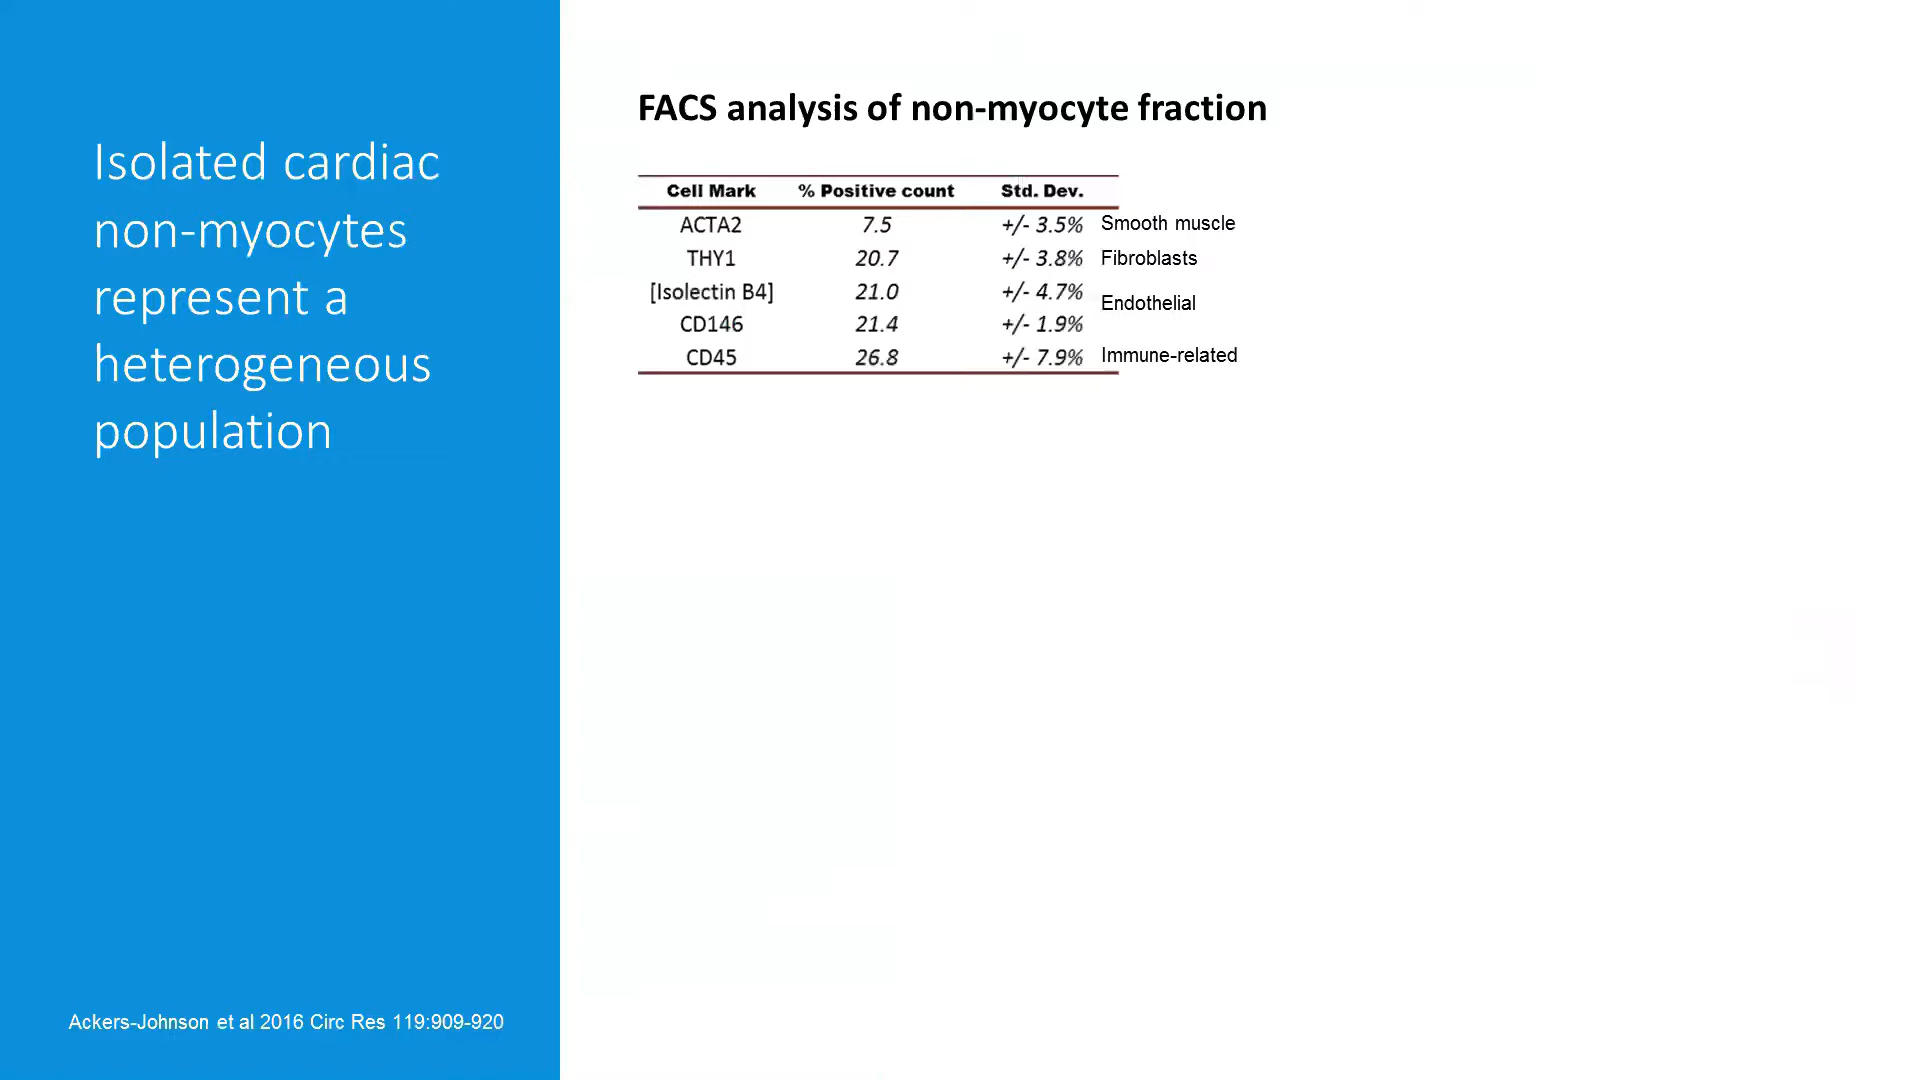 Isolated cardiac
non-myocytes
represent a
heterogeneous
population
Ackers-Johnson et al 2016 Circ Res 119:909-920
FACS analysis of non-myocyte fraction
Cell Mark % Positive count Std. Dev.
ACTA2 7.5 +/- 3.5% Smooth muscle
THY1 20.7 +/- 3.8% Fibroblasts
[Isolectin B4] 21.0 +/- 4.7%
Endothelial
CD146 21.4 +/- 1.9%
CD45 26.8 +/- 7.9% Immune-related